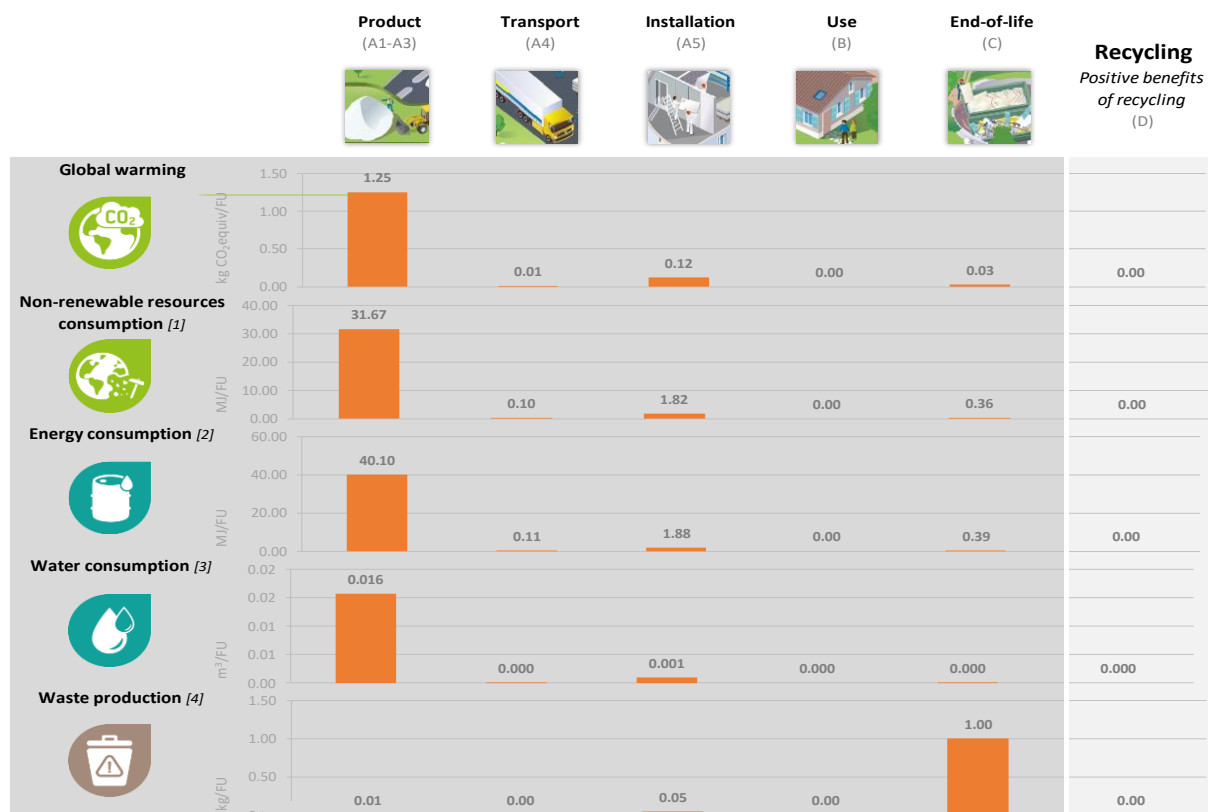 Product
(A1-A3)
Transport
(A4)
Installation
(A5)
Use
(B)
End-of-life
(C)
Recycling
Positive benefits
of recycling
(D)
Global warming
CO₂
kg CO₂equiv/FU
1.50
1.00
0.50
0.00
1.25
0.01
0.12
0.00
0.03
0.00
Non-renewable resources
consumption [1]
MJ/FU
40.00
30.00
20.00
10.00
0.00
31.67
0.10
1.82
0.00
0.36
0.00
Energy consumption [2]
MJ/FU
60.00
40.00
20.00
0.00
40.10
0.11
1.88
0.00
0.39
0.00
Water consumption [3]
m³/FU
0.02
0.02
0.01
0.01
0.00
0.016
0.000
0.001
0.000
0.000
0.000
Waste production [4]
kg/FU
1.50
1.00
0.50
0.01
0.00
0.05
0.00
1.00
0.00